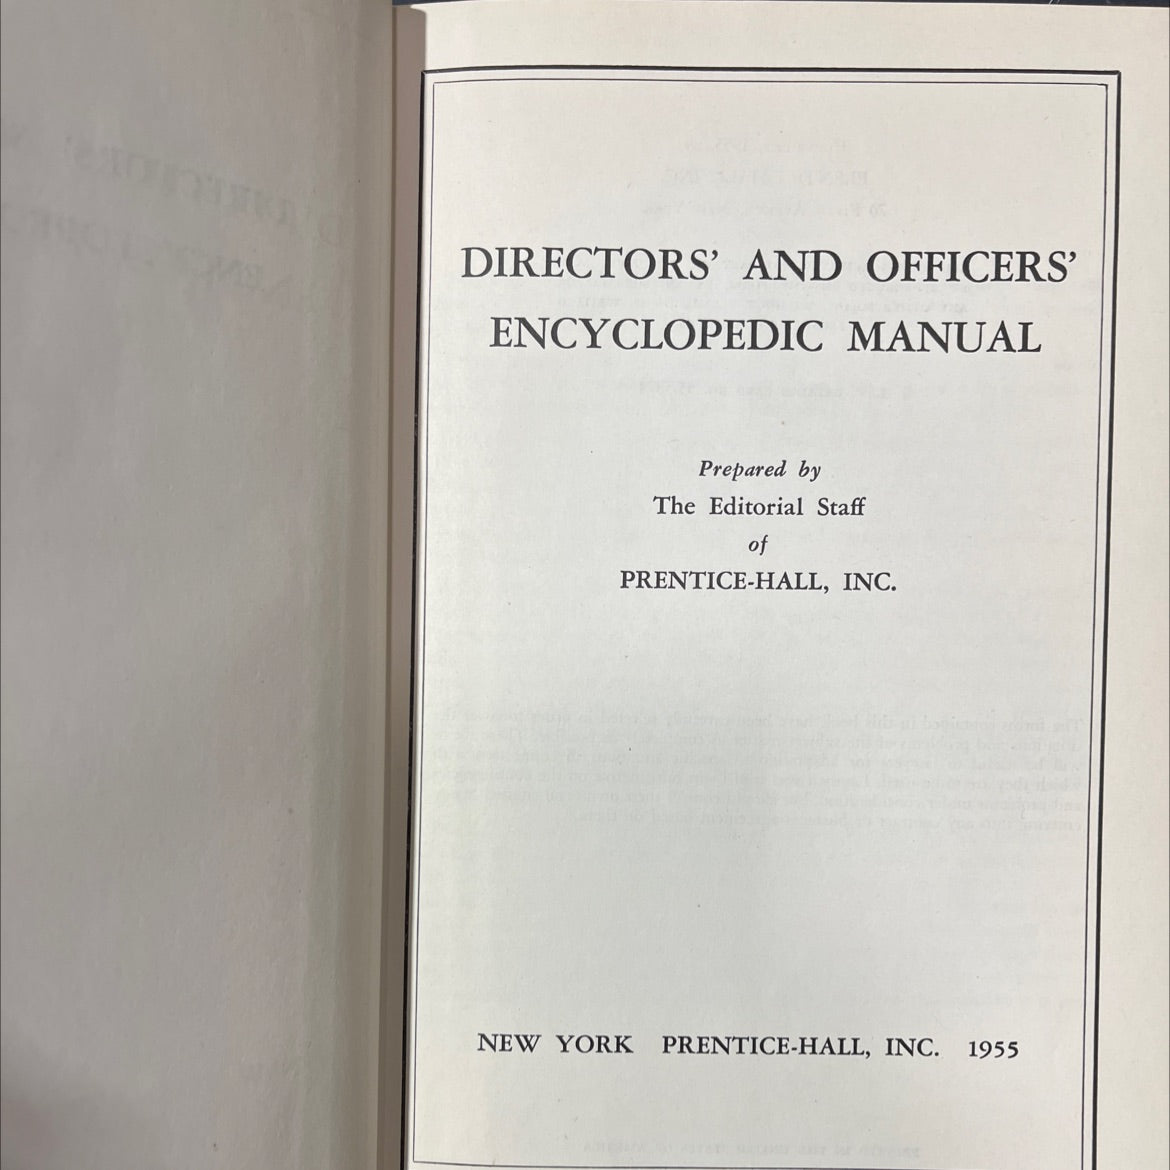 DIRECTORS’ AND OFFICERS’
ENCYCLOPEDIC MANUAL
Prepared by
The Editorial Staff
of
PRENTICE-HALL, INC.
NEW YORK PRENTICE-HALL, INC. 1955